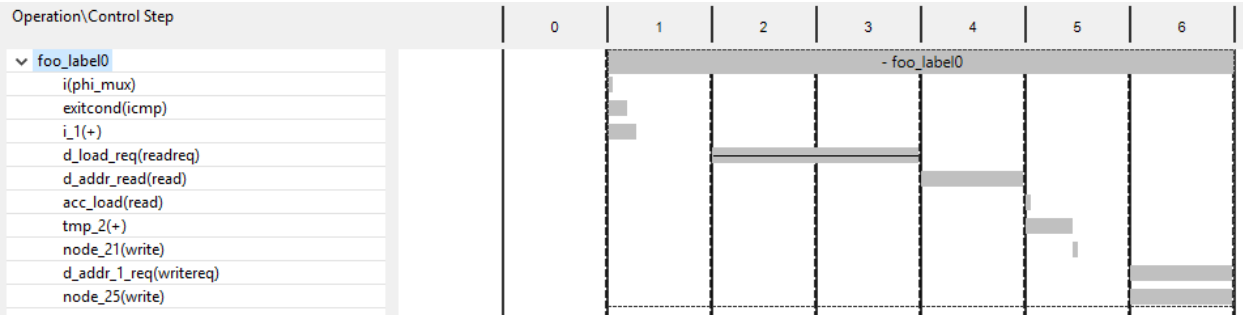 Operation\Control Step
0 1 2 3 4 5 6
foo_label0 - foo_label0
i(phi_mux)
exitcond(icmp)
i_1(+)
d_load_req(readreq)
d_addr_read(read)
acc_load(read)
tmp_2(+)
node_21(write)
d_addr_1_req(writereq)
node_25(write)